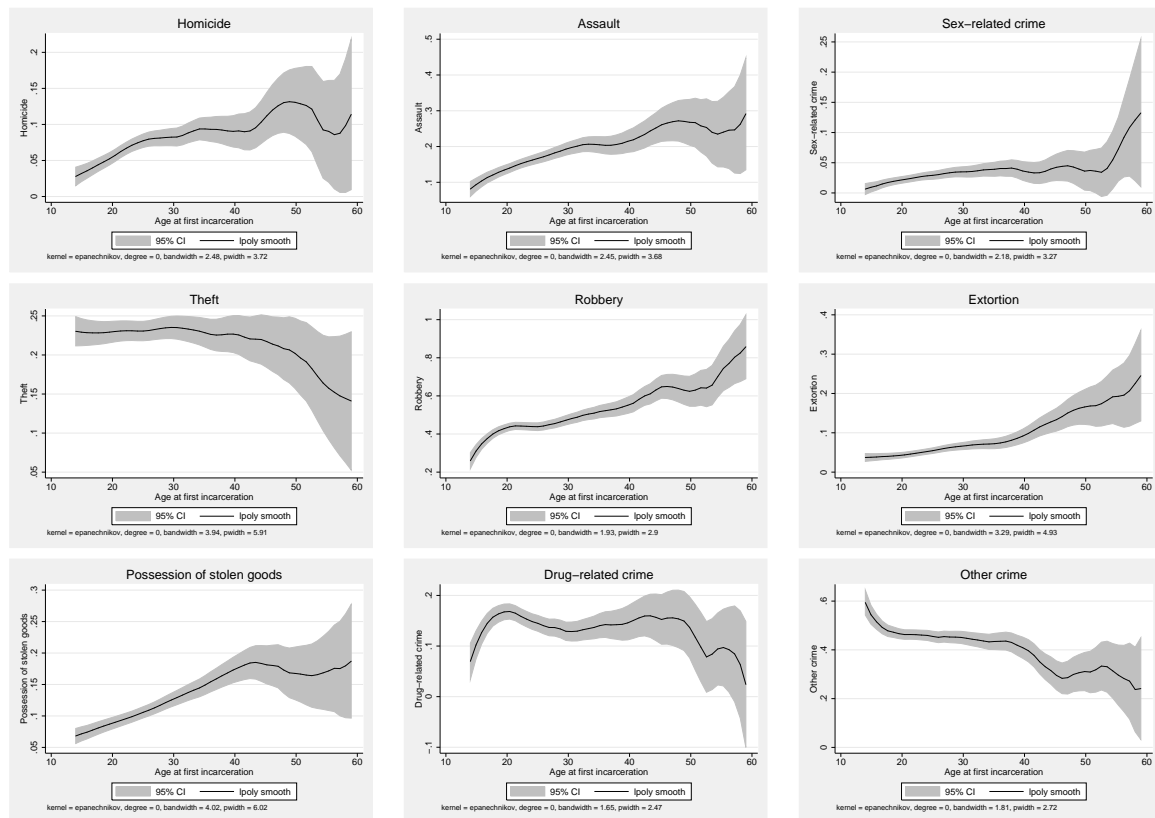 Homicide
Homicide
0 .05 .1 .15 .2
10 20 30 40 50 60
Age at first incarceration
95% CI lpoly smooth
kernel = epanechnikov, degree = 0, bandwidth = 2.48, pwidth = 3.72
Assault
Assault
.1 .2 .3 .4 .5
10 20 30 40 50 60
Age at first incarceration
95% CI lpoly smooth
kernel = epanechnikov, degree = 0, bandwidth = 2.45, pwidth = 3.68
Sex−related crime
Sex−related crime
0 .05 .1 .15 .2 .25
10 20 30 40 50 60
Age at first incarceration
95% CI lpoly smooth
kernel = epanechnikov, degree = 0, bandwidth = 2.18, pwidth = 3.27
Theft
Theft
.05 .1 .15 .2 .25
10 20 30 40 50 60
Age at first incarceration
95% CI lpoly smooth
kernel = epanechnikov, degree = 0, bandwidth = 3.94, pwidth = 5.91
Robbery
Robbery
.2 .4 .6 .8 1
10 20 30 40 50 60
Age at first incarceration
95% CI lpoly smooth
kernel = epanechnikov, degree = 0, bandwidth = 1.93, pwidth = 2.9
Extortion
Extortion
0 .1 .2 .3 .4
10 20 30 40 50 60
Age at first incarceration
95% CI lpoly smooth
kernel = epanechnikov, degree = 0, bandwidth = 3.29, pwidth = 4.93
Possession of stolen goods
Possession of stolen goods
.05 .1 .15 .2 .25 .3
10 20 30 40 50 60
Age at first incarceration
95% CI lpoly smooth
kernel = epanechnikov, degree = 0, bandwidth = 4.02, pwidth = 6.02
Drug−related crime
Drug−related crime
−.1 0 .1 .2
10 20 30 40 50 60
Age at first incarceration
95% CI lpoly smooth
kernel = epanechnikov, degree = 0, bandwidth = 1.65, pwidth = 2.47
Other crime
Other crime
0 .2 .4 .6
10 20 30 40 50 60
Age at first incarceration
95% CI lpoly smooth
kernel = epanechnikov, degree = 0, bandwidth = 1.81, pwidth = 2.72